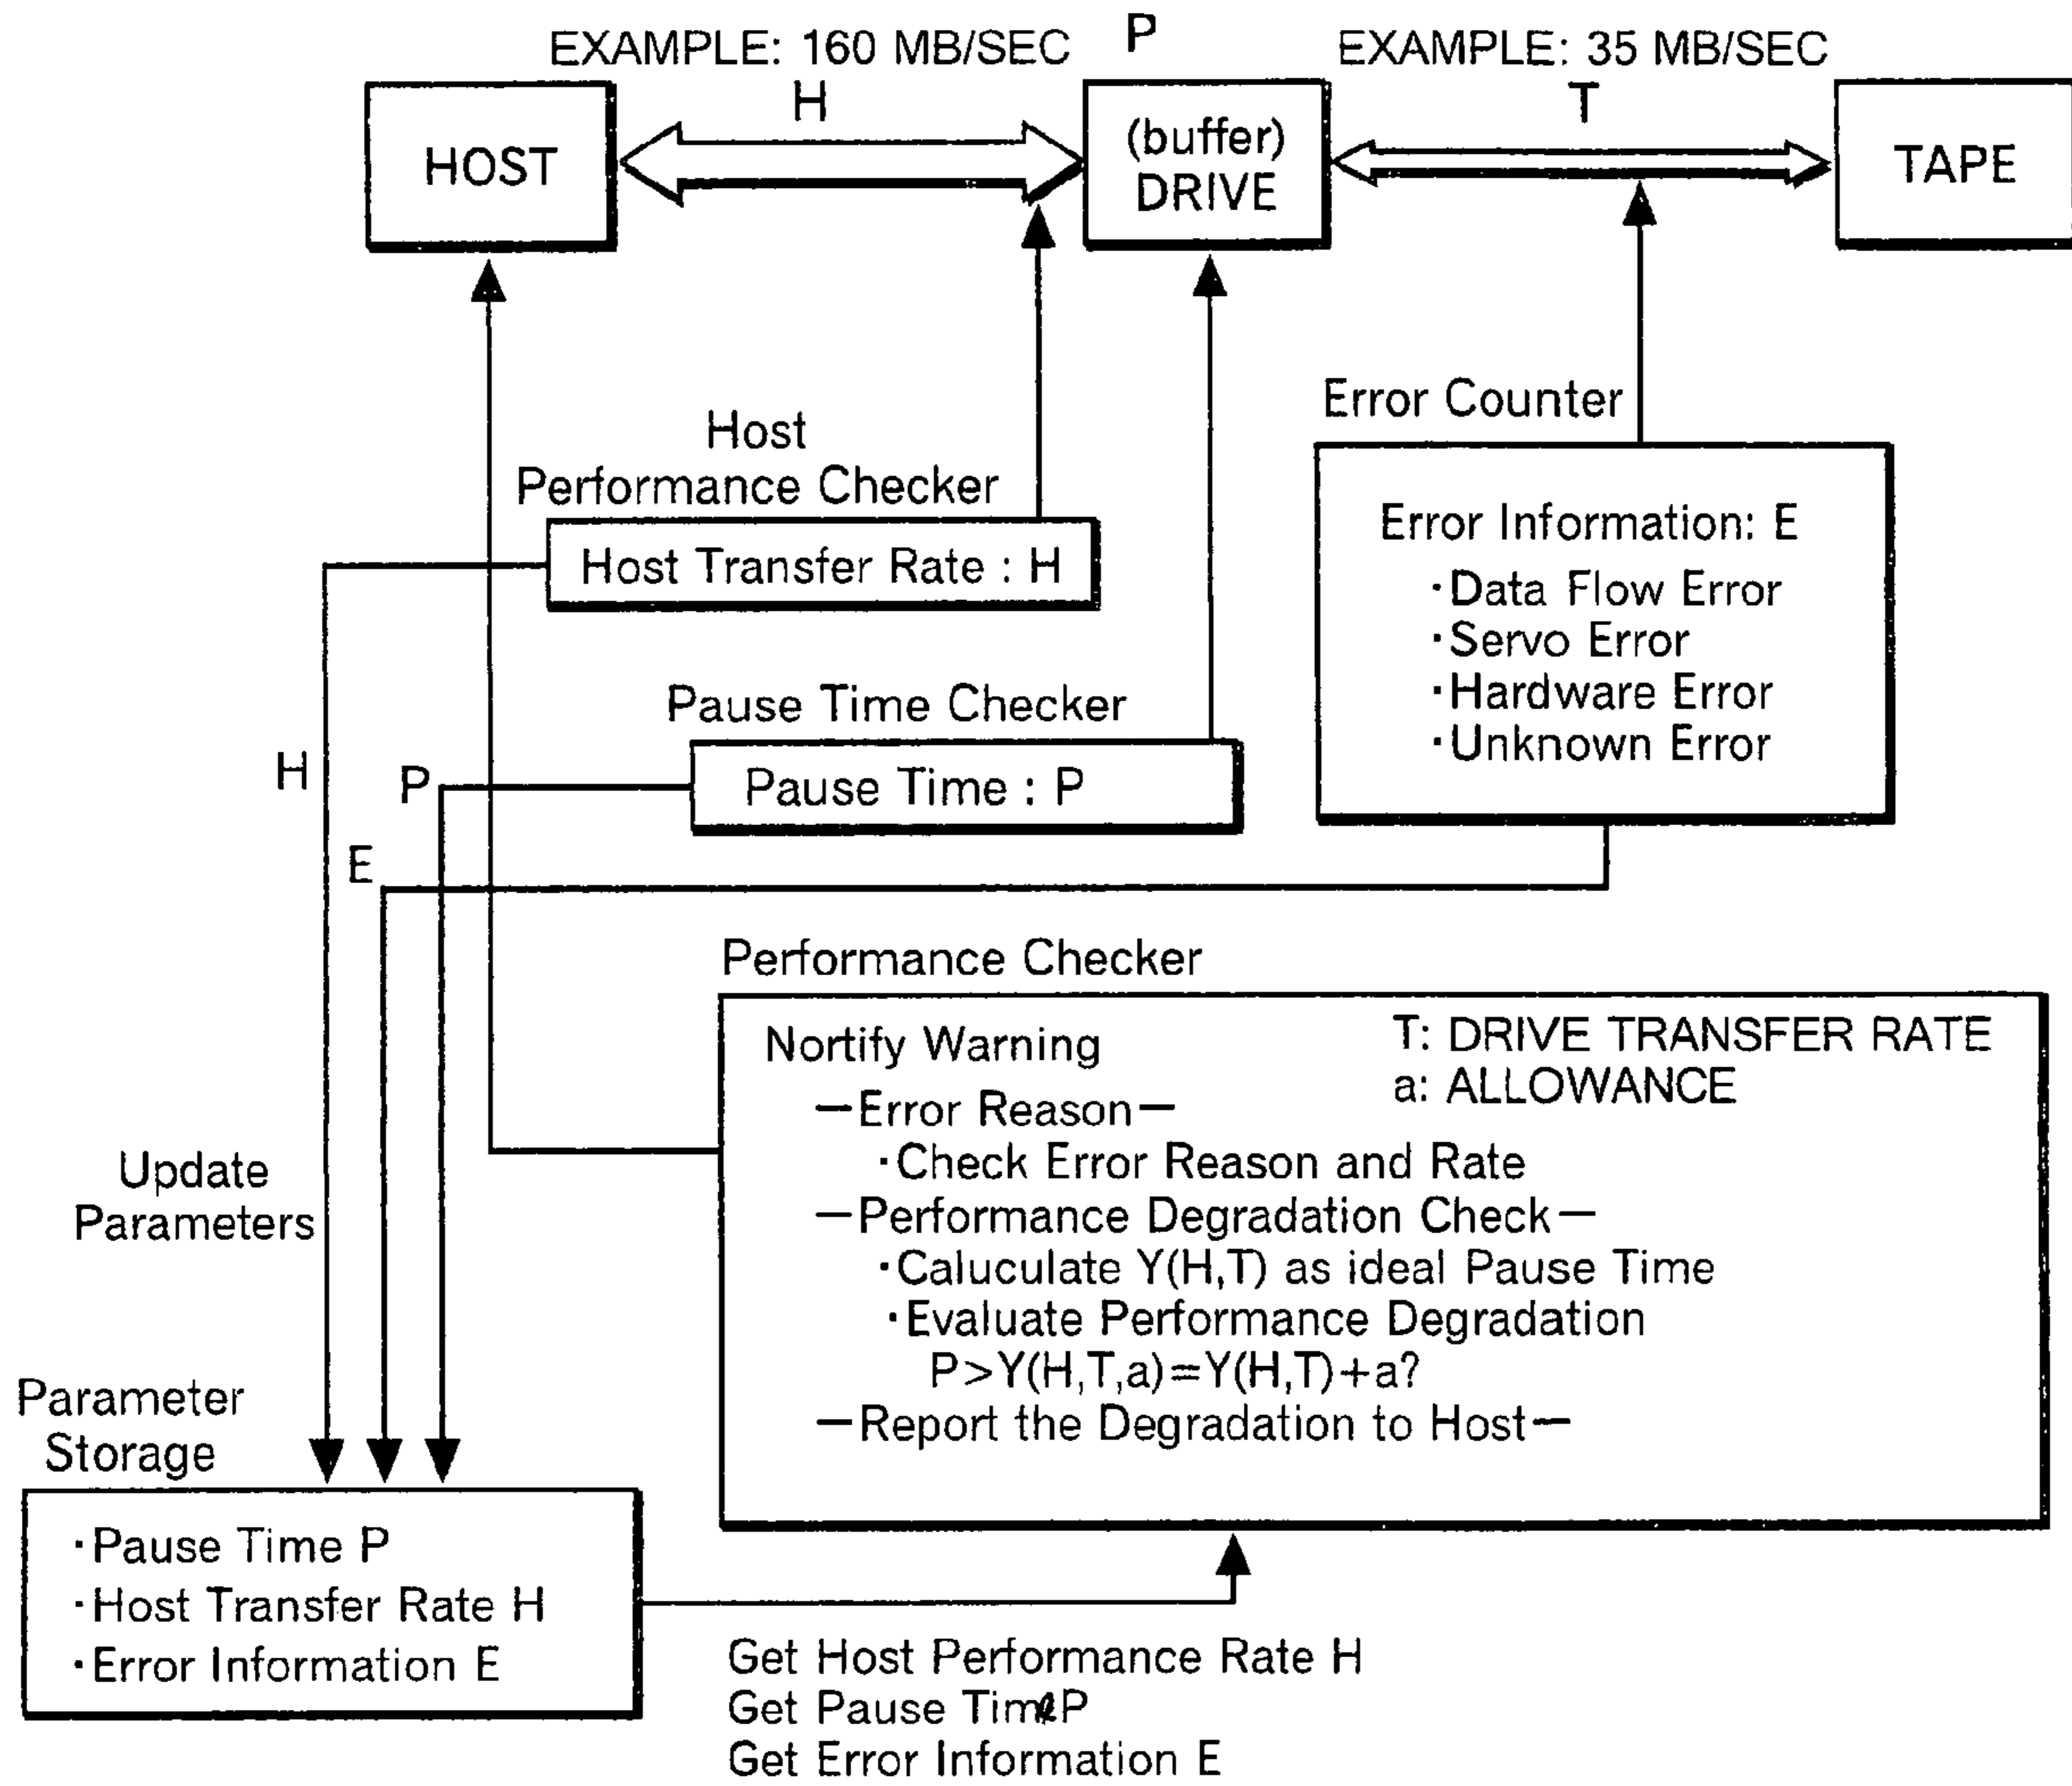 EXAMPLE: 160 MB/SEC
P
EXAMPLE: 35 MB/SEC
H
T
HOST
(buffer)
DRIVE
TAPE
Error Counter
Host
Performance Checker
Host Transfer Rate : H
Error Information: E
·Data Flow Error
·Servo Error
·Hardware Error
·Unknown Error
Pause Time Checker
Pause Time : P
H
P
E
Performance Checker
Nortify Warning
T: DRIVE TRANSFER RATE
a: ALLOWANCE
—Error Reason—
·Check Error Reason and Rate
—Performance Degradation Check—
·Caluculate Y(H,T) as ideal Pause Time
·Evaluate Performance Degradation
P>Y(H,T,a)=Y(H,T)+a?
—Report the Degradation to Host—
Update
Parameters
Parameter
Storage
·Pause Time P
·Host Transfer Rate H
·Error Information E
Get Host Performance Rate H
Get Pause Time P
Get Error Information E